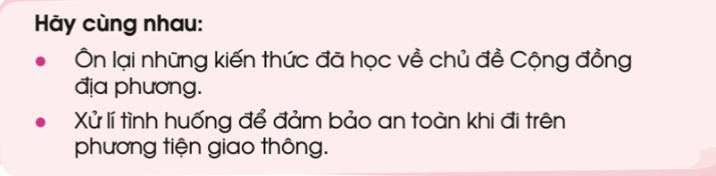 Hãy cùng nhau:
● Ôn lại những kiến thức đã học về chủ đề Cộng đồng
địa phương.
● Xử lí tình huống để đảm bảo an toàn khi đi trên
phương tiện giao thông.